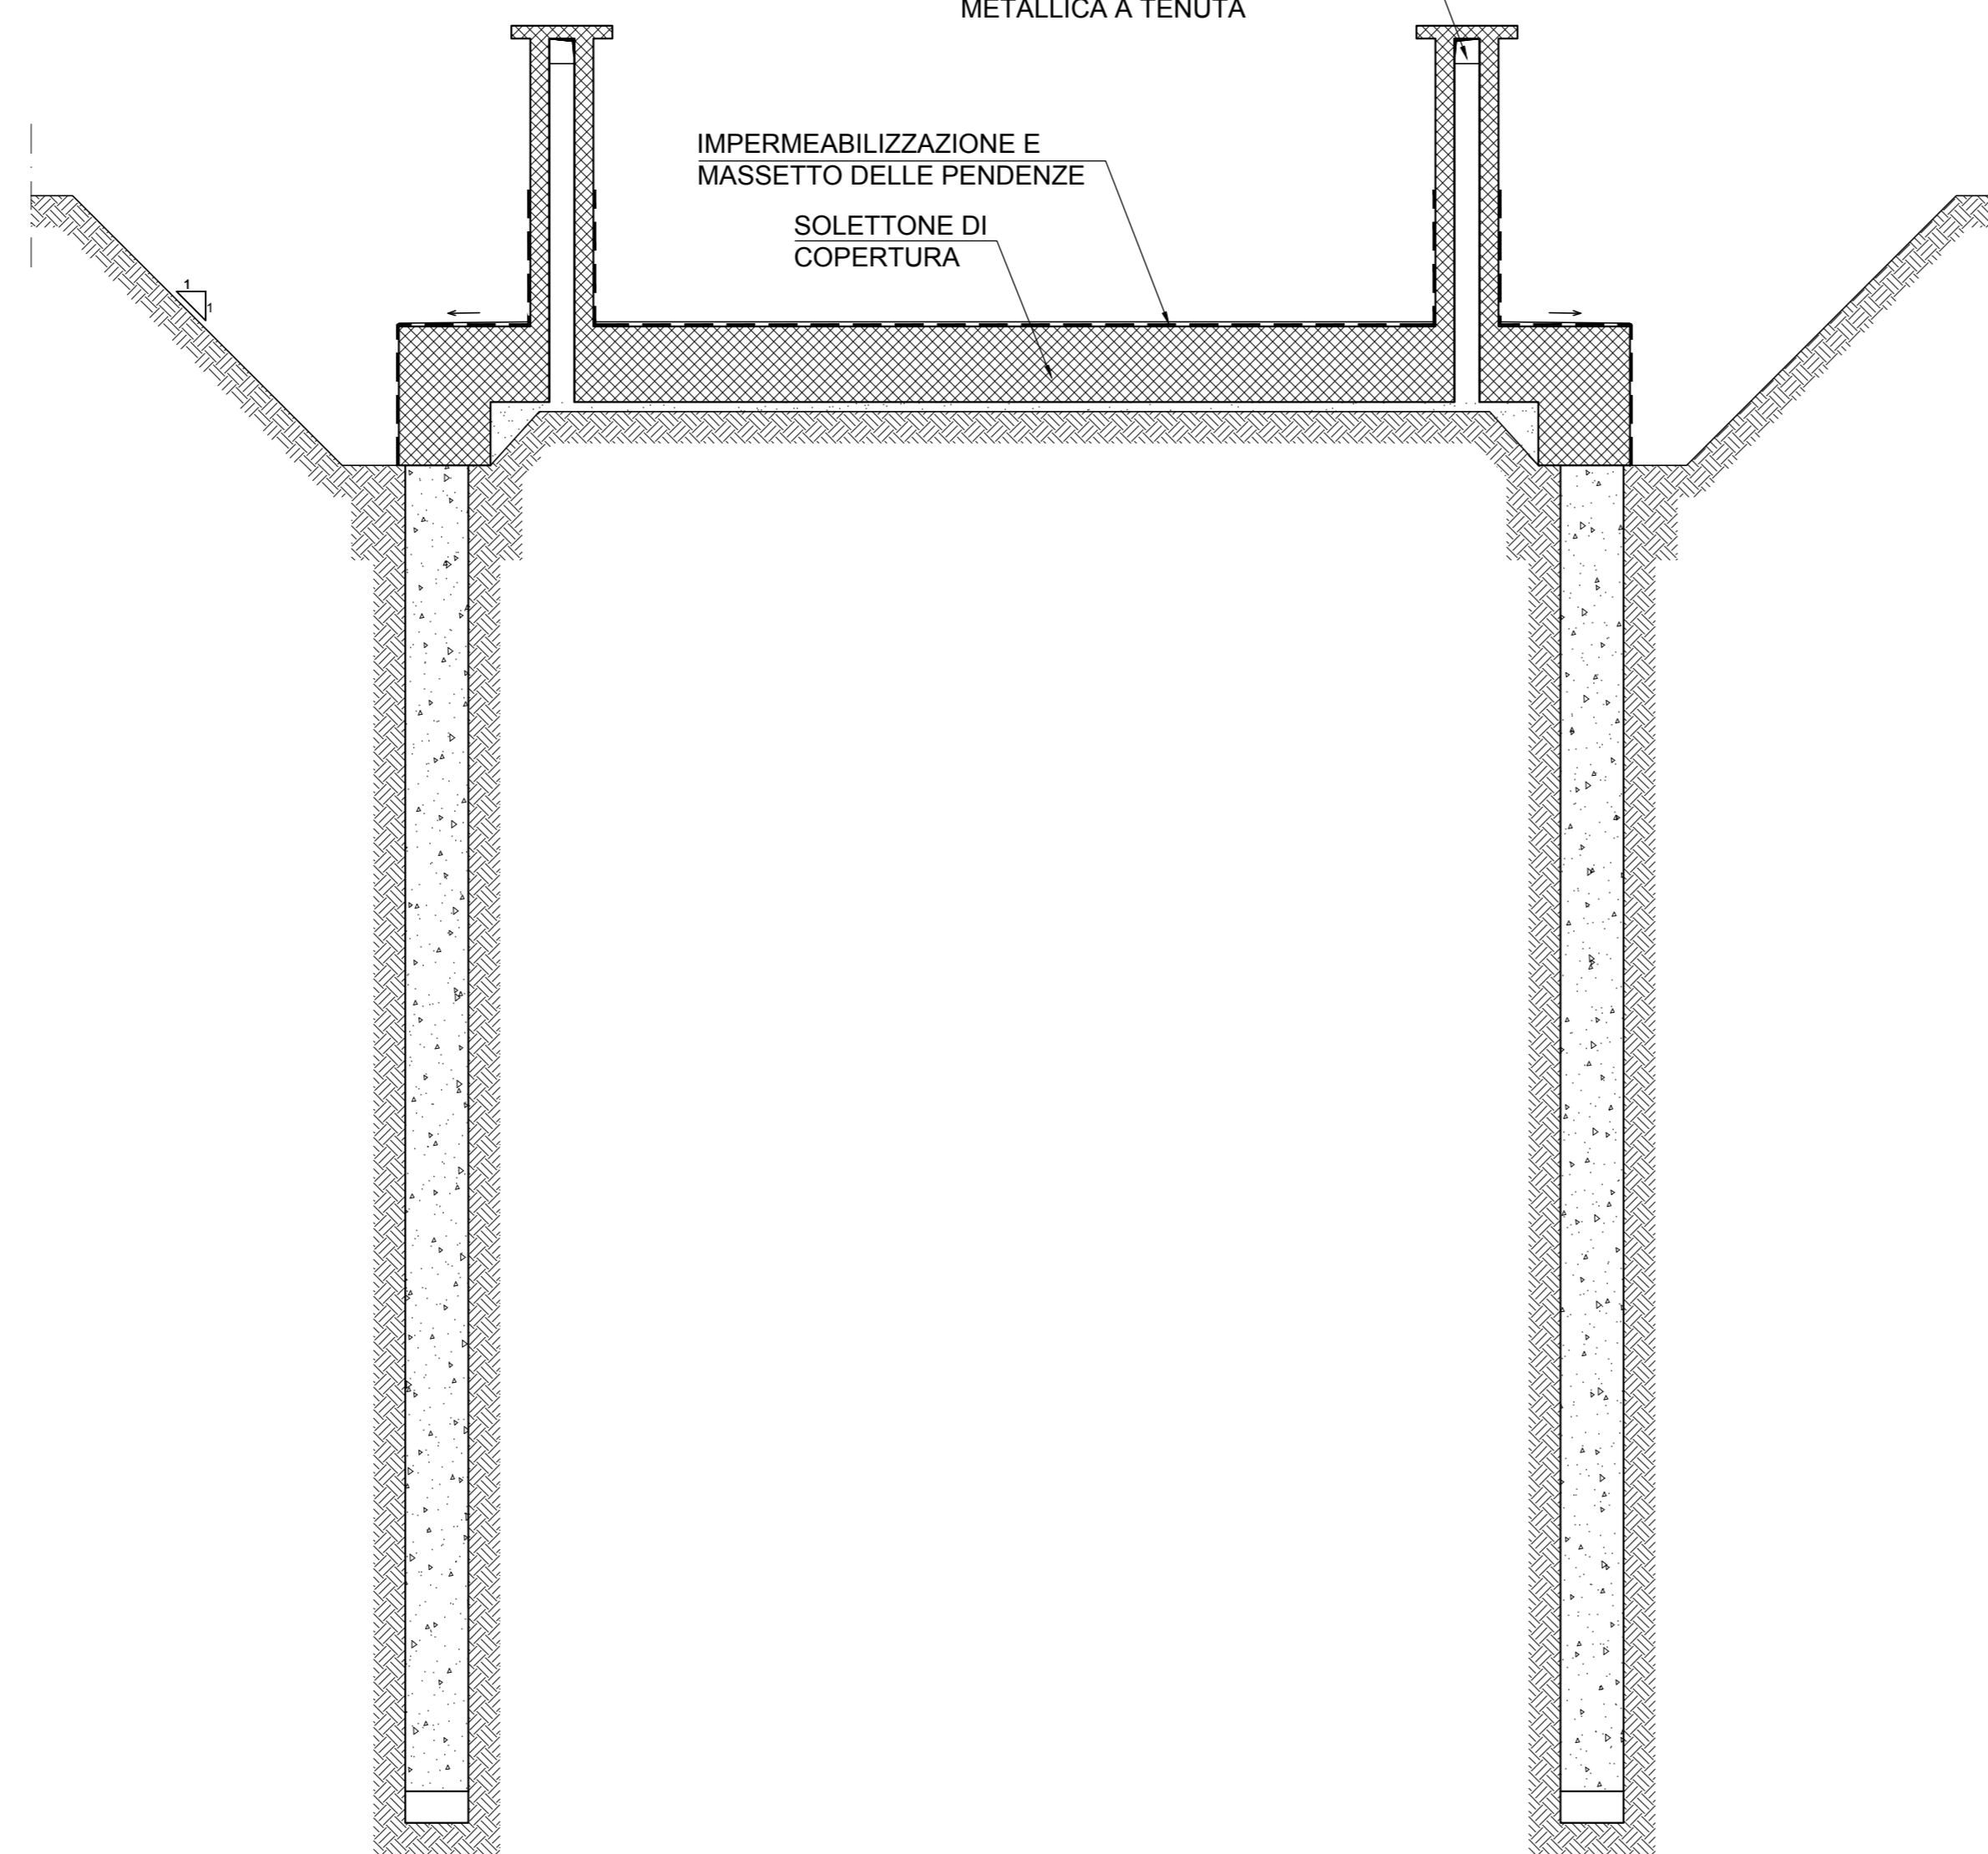 METALLICA A TENUTA
IMPERMEABILIZZAZIONE E
MASSETTO DELLE PENDENZE
SOLETTONE DI
COPERTURA
1
1